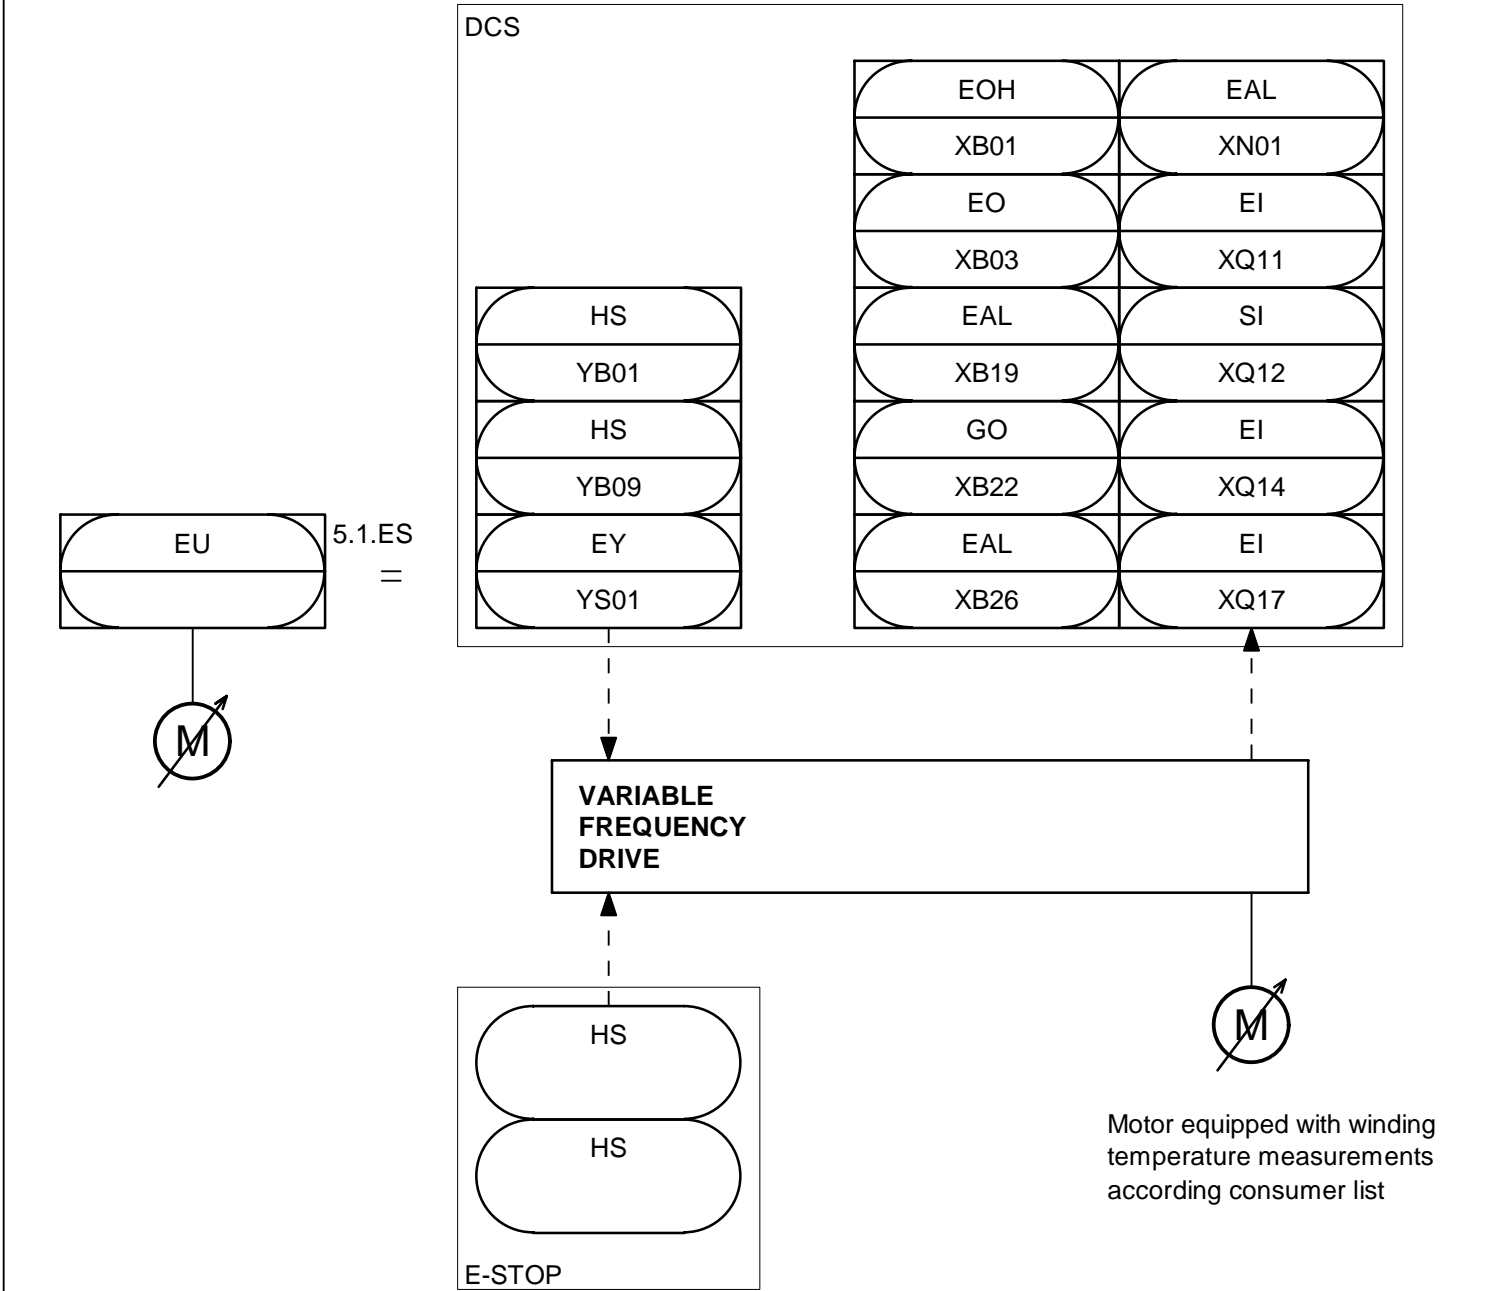 DCS
EOH EAL
XB01 XN01
EO EI
XB03 XQ11
HS EAL SI
YB01 XB19 XQ12
HS GO EI
YB09 XB22 XQ14
EU 5.1.ES EY EAL EI
= YS01 XB26 XQ17
M
VARIABLE
FREQUENCY
DRIVE
HS
M
HS
Motor equipped with winding
temperature measurements
according consumer list
E-STOP